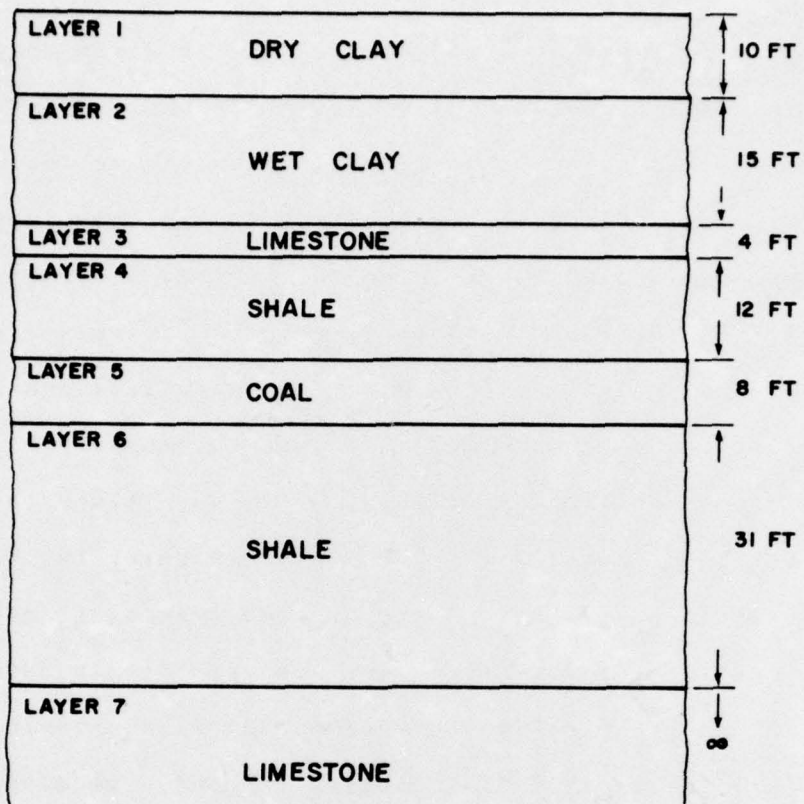 LAYER 1
DRY CLAY
10 FT
LAYER 2
WET CLAY
15 FT
LAYER 3
LIMESTONE
4 FT
LAYER 4
SHALE
12 FT
LAYER 5
COAL
8 FT
LAYER 6
SHALE
31 FT
LAYER 7
∞
LIMESTONE